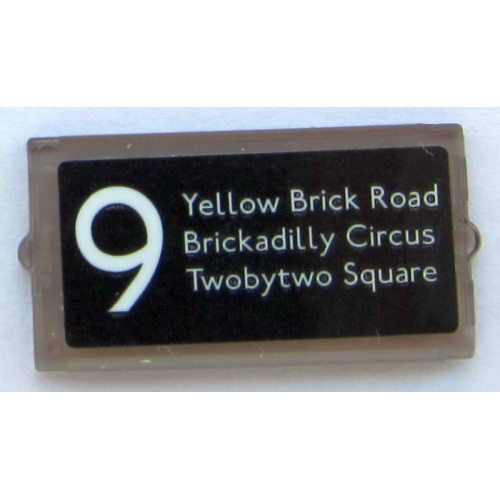 9
Yellow Brick Road
Brickadilly Circus
Twobytwo Square